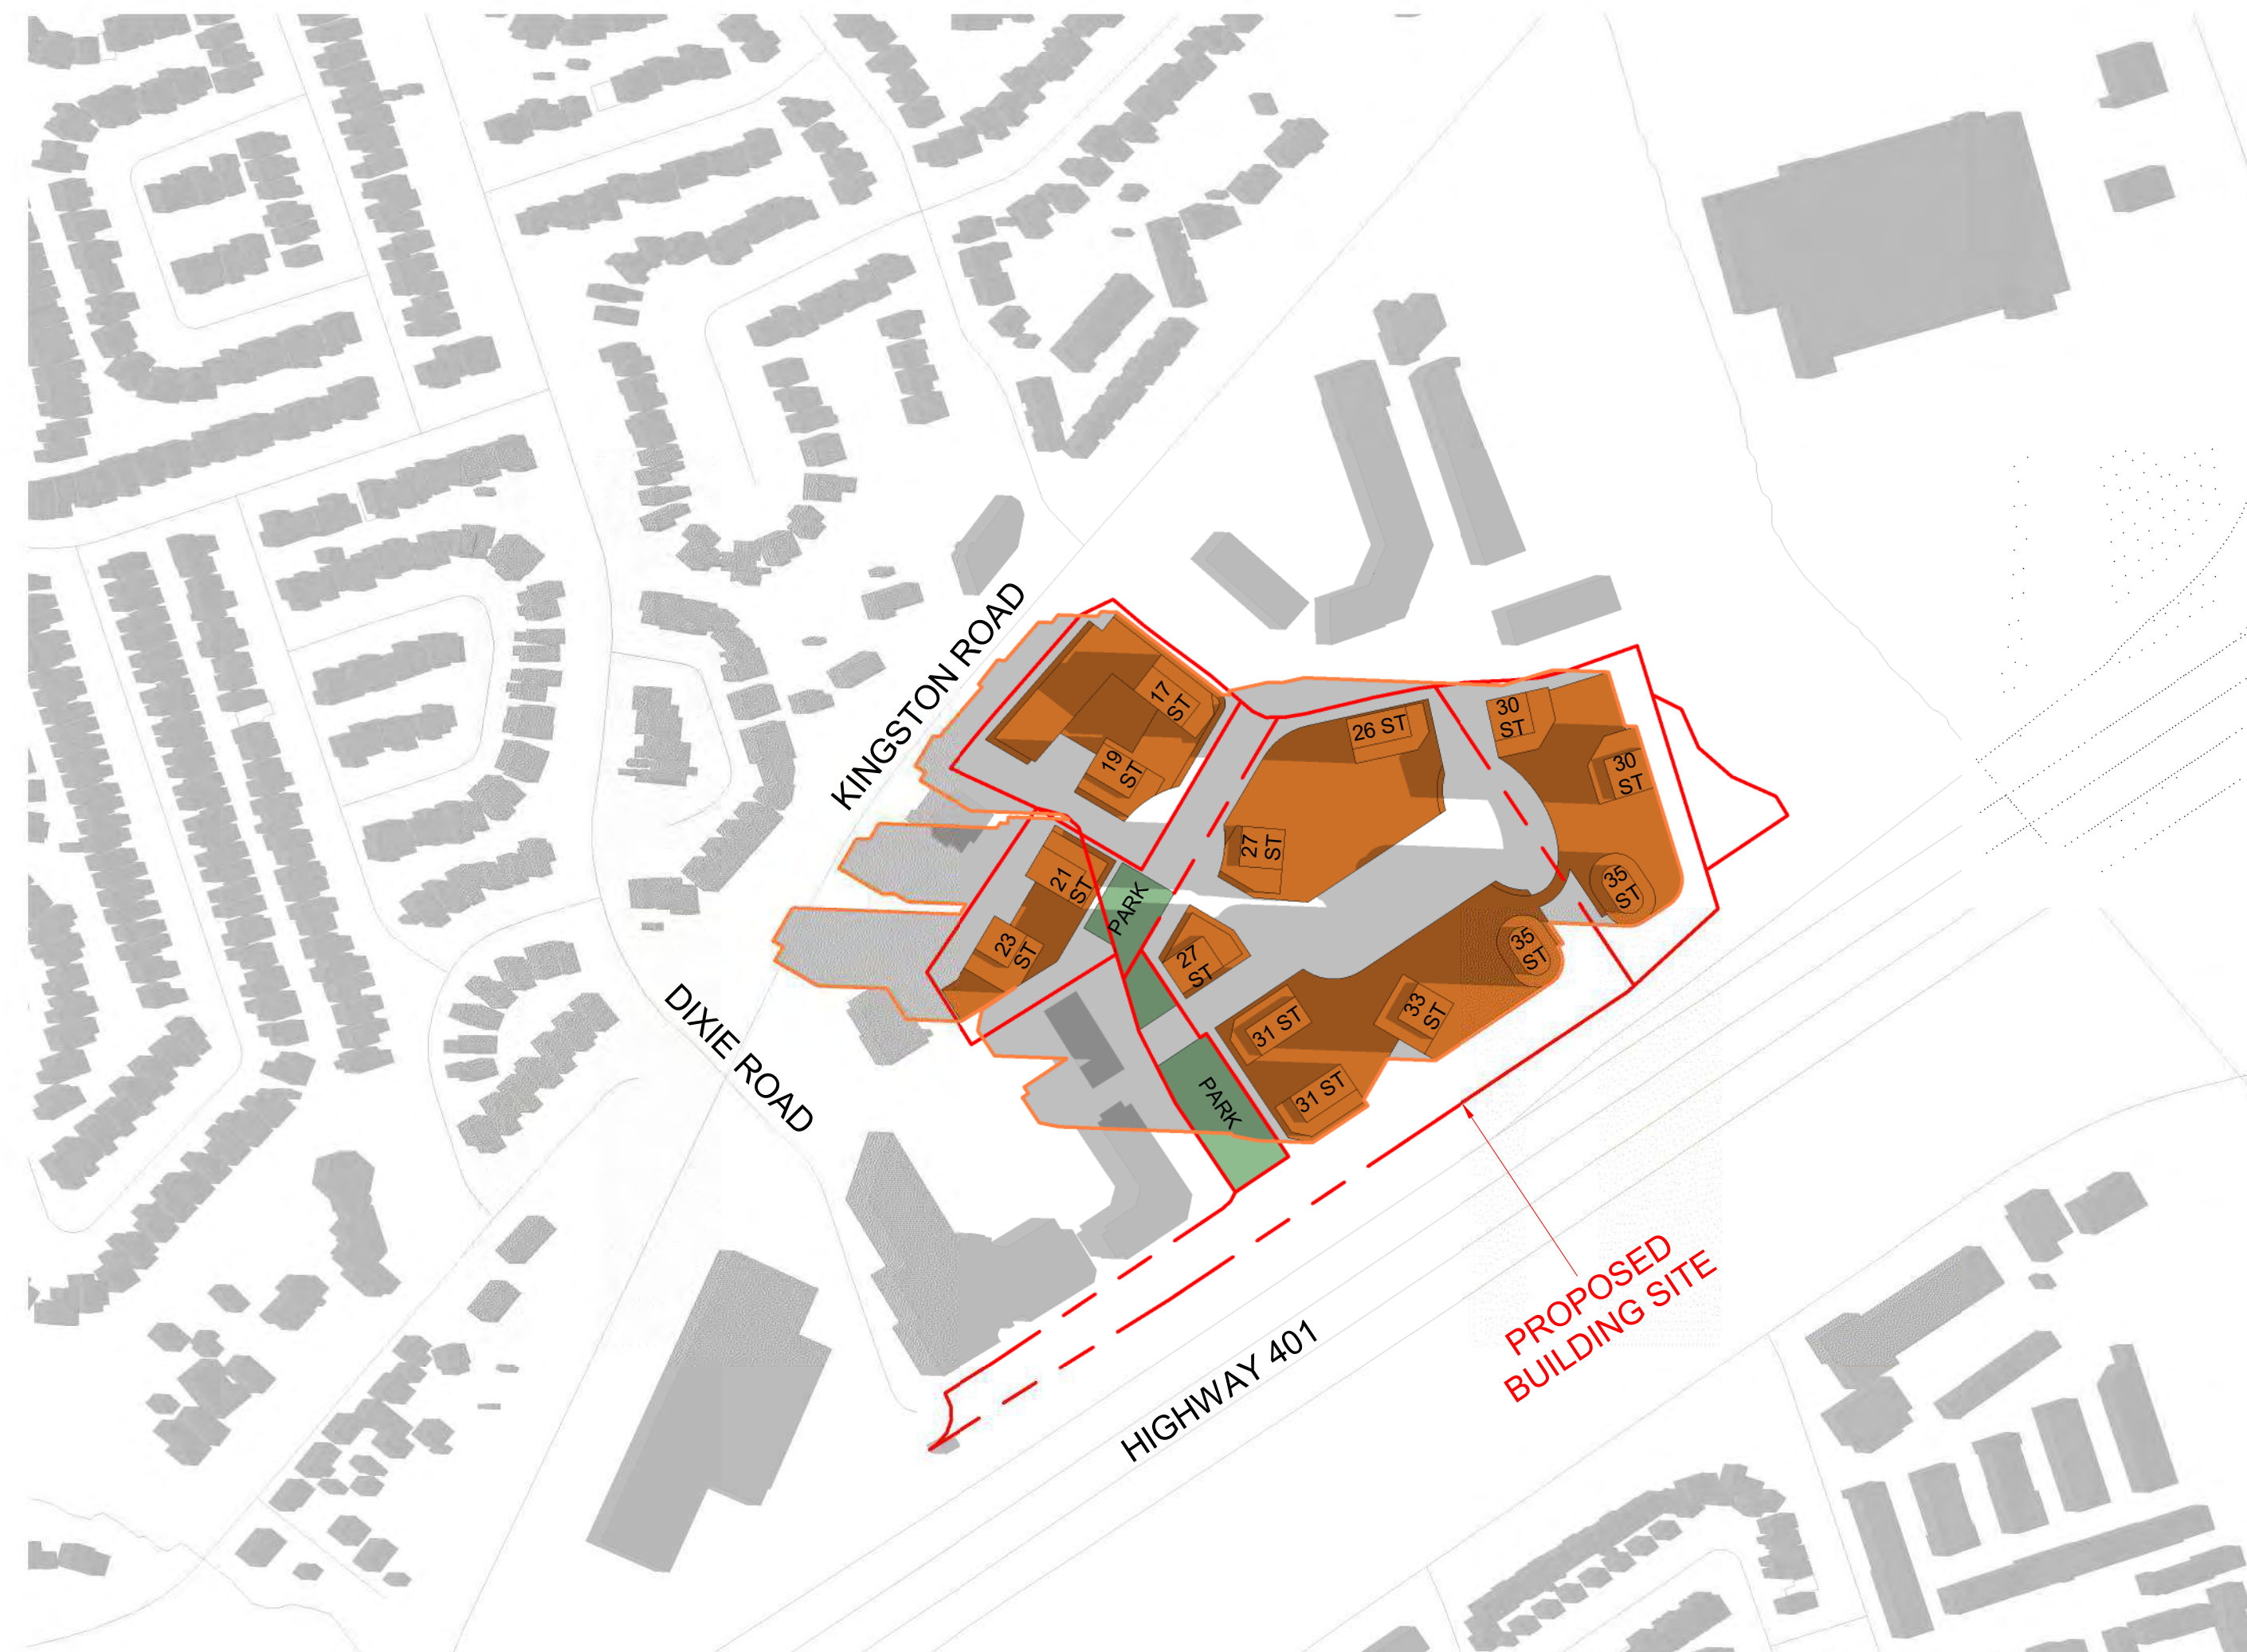 KINGSTON ROAD
17
ST
19
ST
26 ST
30
ST
30
ST
27
ST
21
ST
PARK
35
ST
23
ST
27
ST
35
ST
31 ST
33
ST
31 ST
PARK
DIXIE ROAD
HIGHWAY 401
PROPOSED
BUILDING SITE